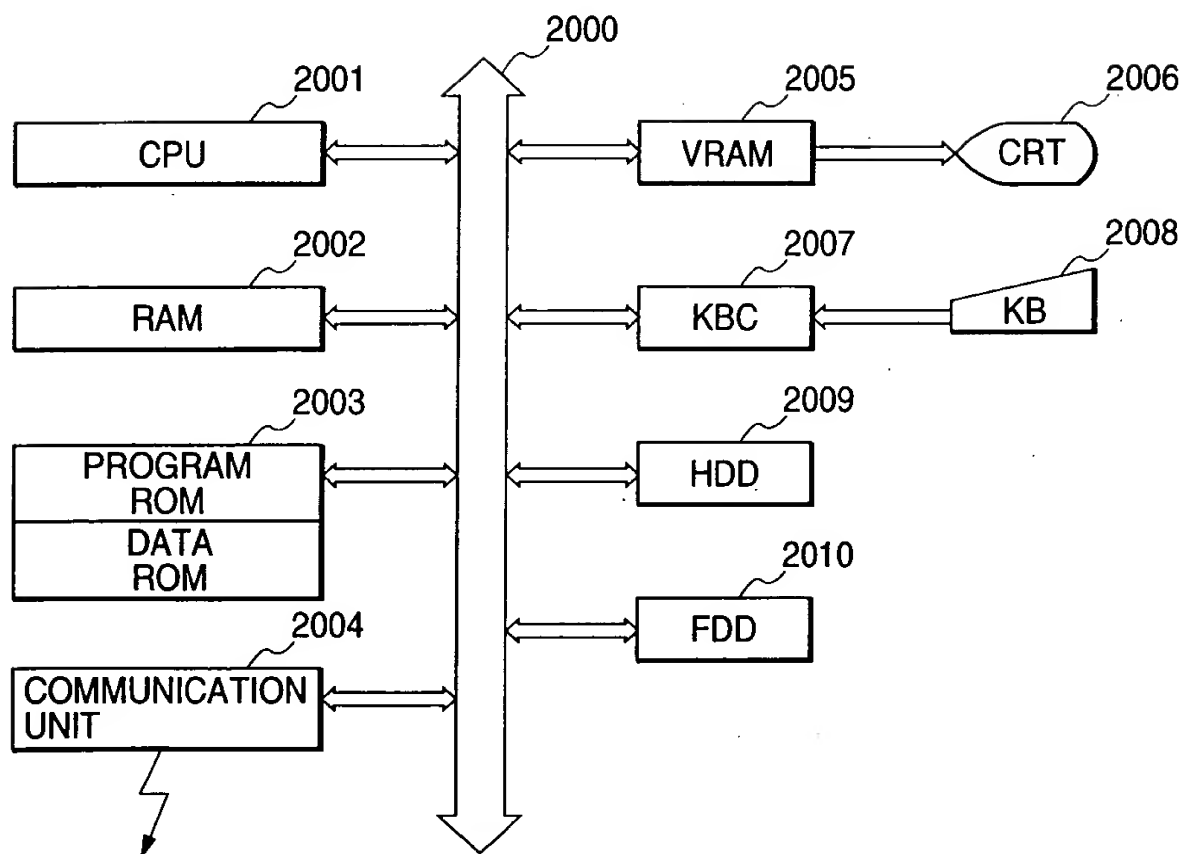 2000
2001
CPU
2005
VRAM
2006
CRT
2002
RAM
2007
KBC
2008
KB
2003
PROGRAM
ROM
DATA
ROM
2009
HDD
2010
FDD
2004
COMMUNICATION
UNIT